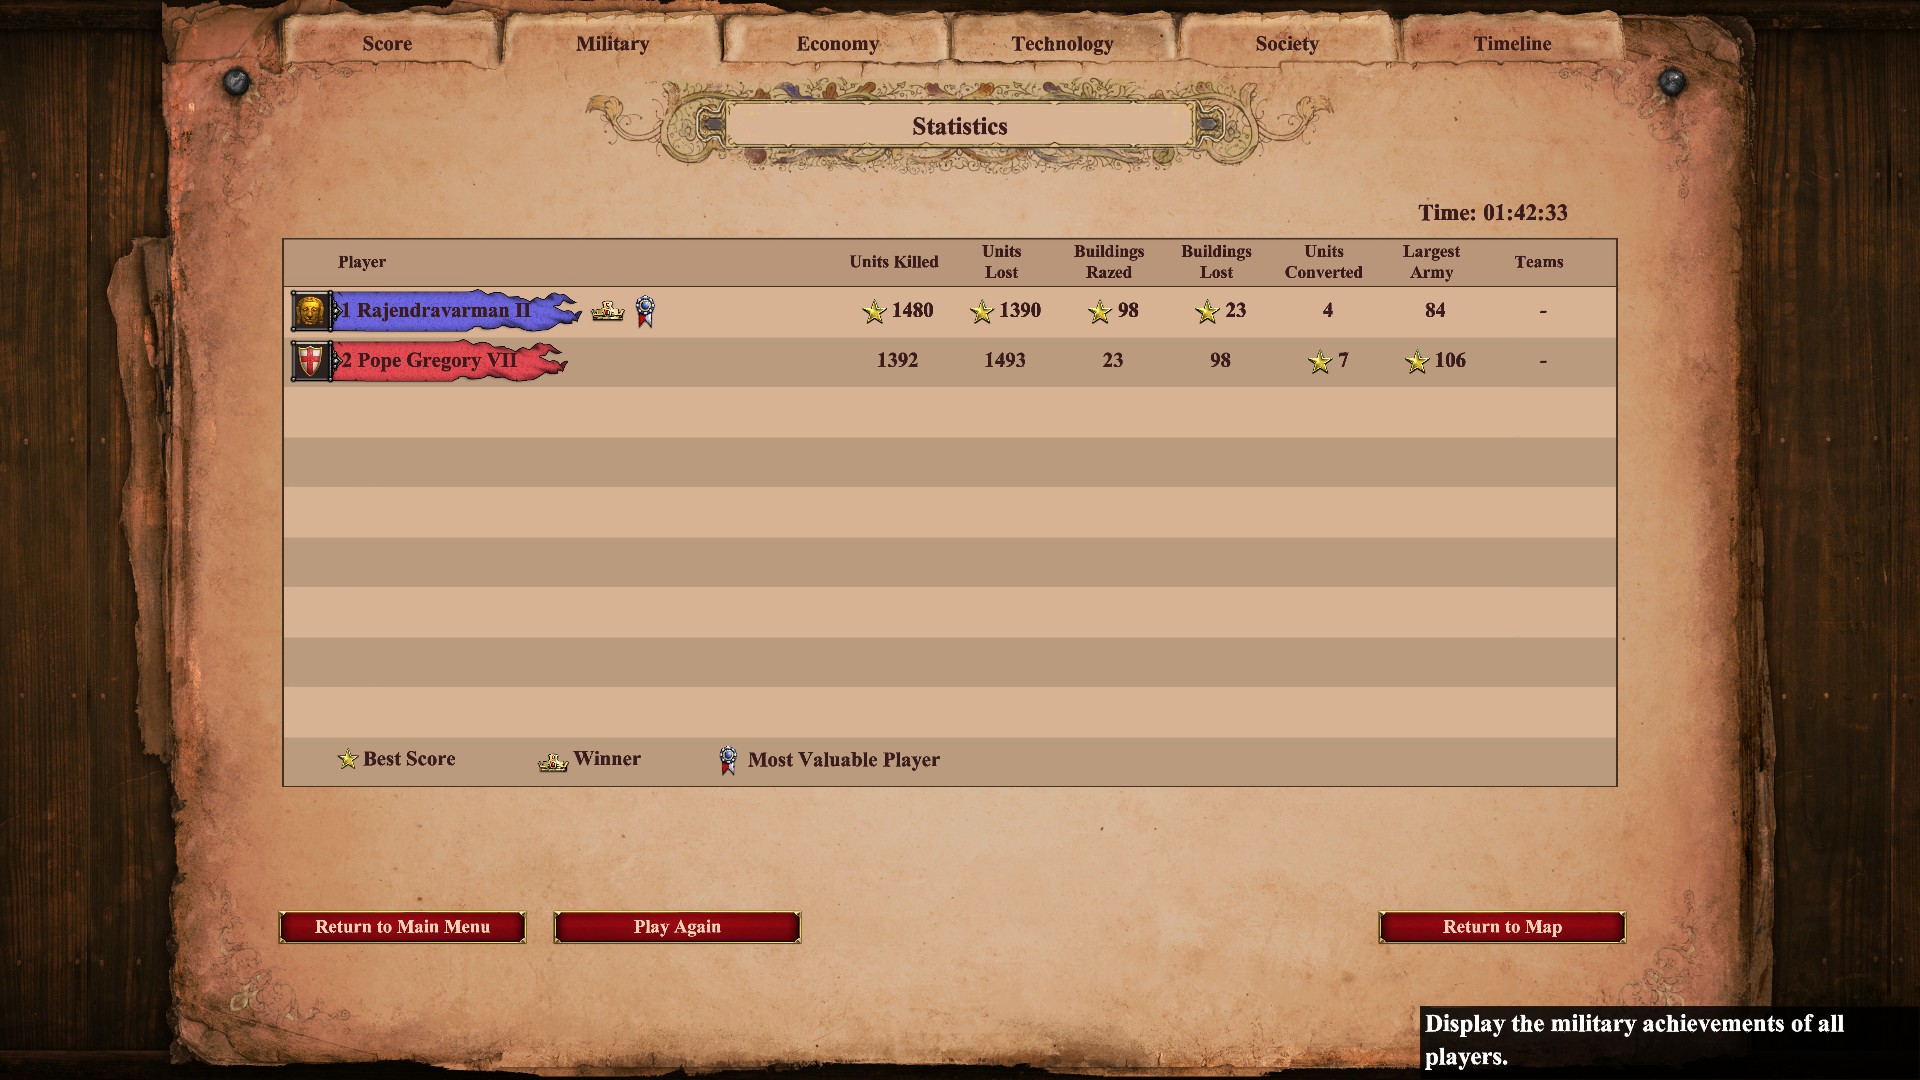 Score Military Economy Technology Society Timeline
Statistics
Time: 01:42:33
Player Units Killed Units Lost Buildings Razed Buildings Lost Units Converted Largest Army Teams
1 Rajendravarman II 1480 1390 98 23 4 84 -
2 Pope Gregory VII 1392 1493 23 98 7 106 -
Best Score Winner Most Valuable Player
Return to Main Menu Play Again Return to Map
Display the military achievements of all
players.